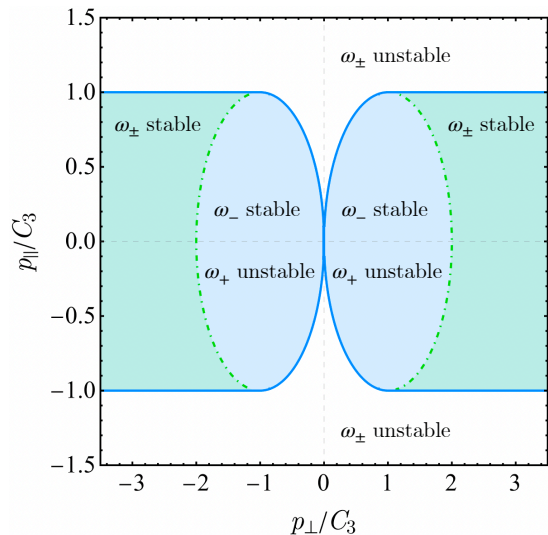 1.5
ω± unstable
1.0
ω± stable ω± stable
0.5
ω− stable ω− stable
p∥/C3 0.0
ω+ unstable ω+ unstable
−0.5
−1.0
ω± unstable
−1.5
−3 −2 −1 0 1 2 3
p⊥/C3